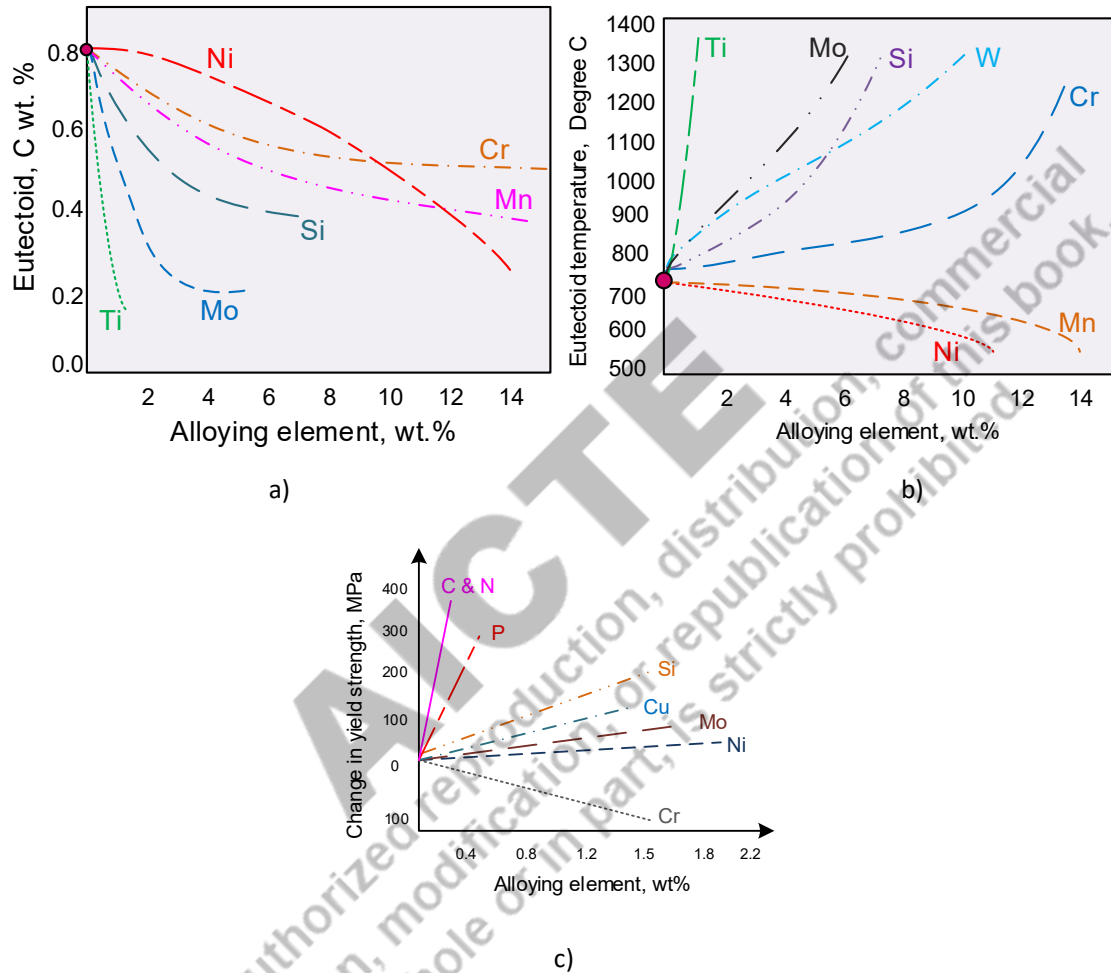 Eutectoid, C wt. %
0.8
0.6
0.4
0.2
0.0
Ni
Cr
Mn
Si
Mo
Ti
2 4 6 8 10 12 14
Alloying element, wt.%
a)
Eutectoid temperature, Degree C
1400
1300
1200
1100
1000
900
800
700
600
500
Ti
Mo
Si
W
Cr
Mn
Ni
2 4 6 8 10 12 14
Alloying element, wt.%
b)
Change in yield strength, MPa
400
300
200
100
0
100
C & N
P
Si
Cu
Mo
Ni
Cr
0.4 0.8 1.2 1.5 1.8 2.2
Alloying element, wt%
c)
AICTE
uthorized reproduction, distribution, commercial
n, modification, or republication of this book,
hole or in part, is strictly prohibited